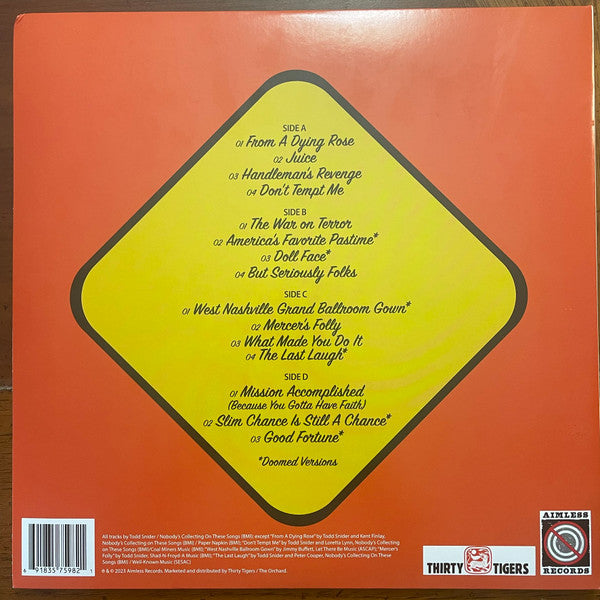 SIDE A
01 From A Dying Rose
02 Juice
03 Handleman's Revenge
04 Don't Tempt Me
SIDE B
01 The War on Terror
02 America's Favorite Pastime*
03 Doll Face*
04 But Seriously Folks
SIDE C
01 West Nashville Grand Ballroom Gown*
02 Mercer's Folly
03 What Made You Do It
04 The Last Laugh*
SIDE D
01 Mission Accomplished
(Because You Gotta Have Faith)
02 Slim Chance Is Still A Chance*
03 Good Fortune*
*Doomed Versions
All tracks by Todd Snider / Nobody's Collecting On These Songs (BMI) except "From A Dying Rose" by Todd Snider and Kent Finlay,
Nobody's Collecting on These Songs (BMI) / Paper Napkin (BMI); "Don't Tempt Me" by Todd Snider and Loretta Lynn, Nobody's Collecting
on These Songs (BMI)/Coal Miners Music (BMI); "West Nashville Ballroom Gown" by Jimmy Buffett, Let There Be Music (ASCAP); "Mercer's
Folly" by Todd Snider, Shad-N-Froyd-A Music (BMI); "The Last Laugh" by Todd Snider and Peter Cooper, Nobody's Collecting On These
Songs (BMI) / Well-Known Music (SESAC)
℗ & © 2023 Aimless Records. Marketed and distributed by Thirty Tigers / The Orchard.
6 91835 75982 1
THIRTY TIGERS
AIMLESS
RECORDS